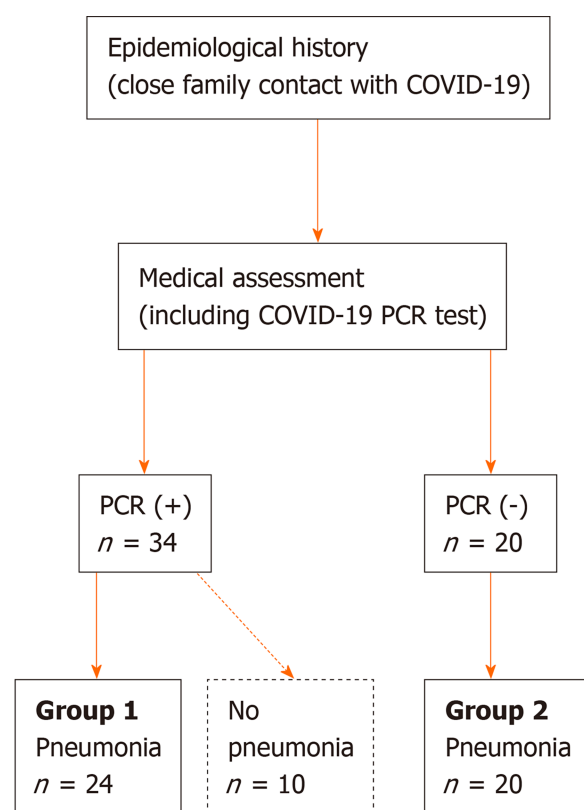 Epidemiological history
(close family contact with COVID-19)
Medical assessment
(including COVID-19 PCR test)
PCR (+)
n = 34
PCR (-)
n = 20
Group 1
Pneumonia
n = 24
No
pneumonia
n = 10
Group 2
Pneumonia
n = 20